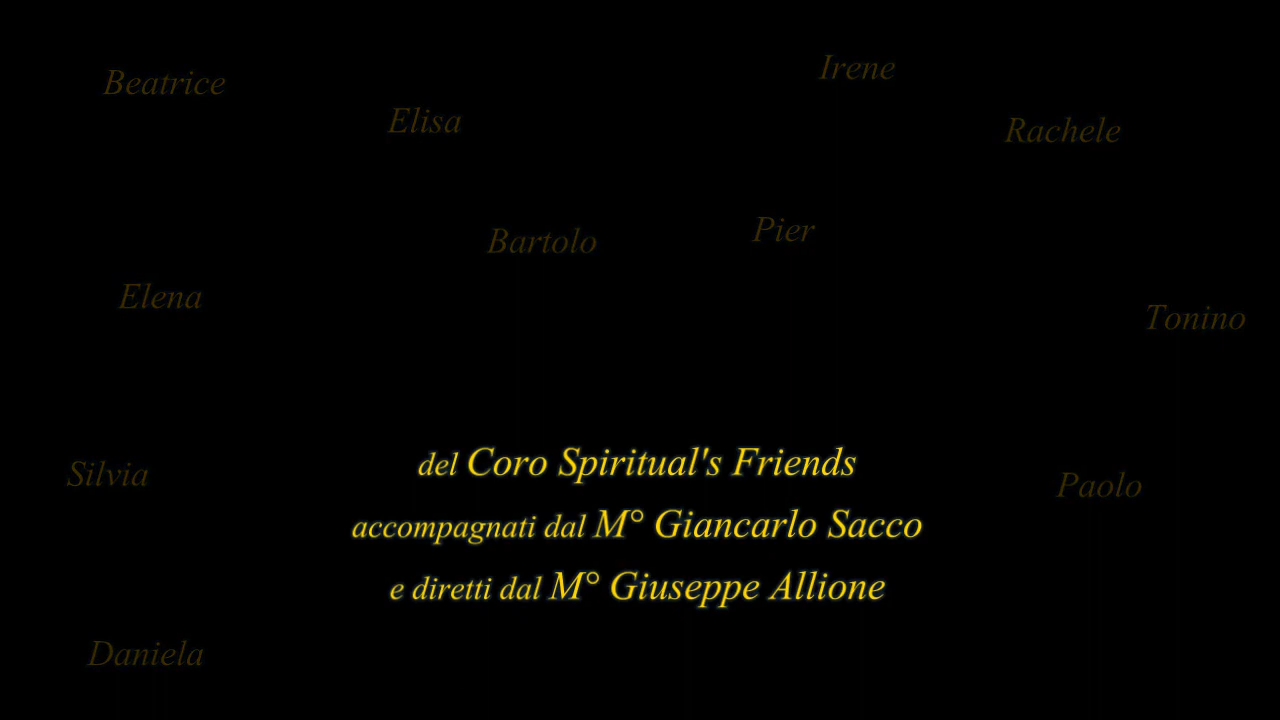 Irene
Beatrice
Elisa
Rachele
Pier
Bartolo
Elena
Tonino
del Coro Spiritual's Friends
Silvia
Paolo
accompagnati dal M° Giancarlo Sacco
e diretti dal M° Giuseppe Allione
Daniela